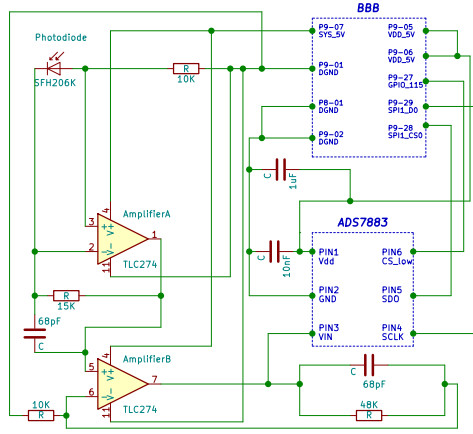 BBB
P9-07
SYS_5V
P9-05
VDD_5V
Photodiode
P9-06
VDD_5V
SFH206K
R
10K
P9-01
DGND
P9-27
GPIO_115
P8-01
DGND
P9-29
SPI1_D0
P9-02
DGND
P9-28
SPI1_CS0
C
1uF
4
AmplifierA
3
V+
1
2
V-
11
TLC274
ADS7883
C
10nF
PIN1
Vdd
PIN6
CS_low
R
15K
PIN2
GND
PIN5
SDO
68pF
C
PIN3
VIN
PIN4
SCLK
4
AmplifierB
5
V+
7
6
V-
11
TLC274
C
68pF
10K
R
48K
R